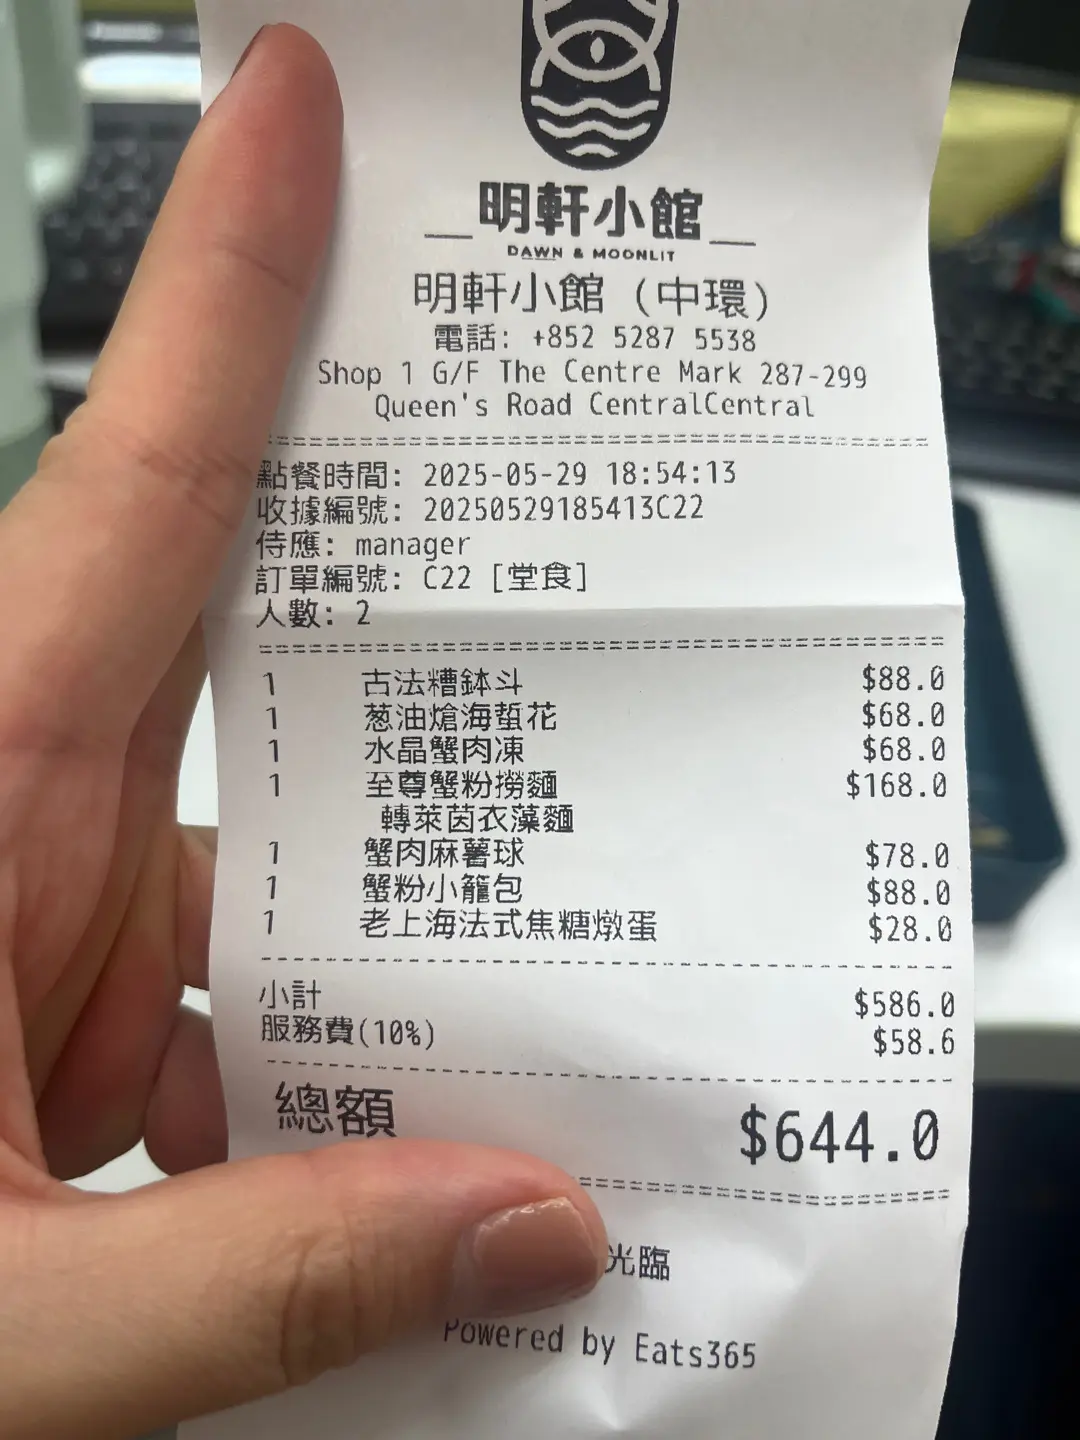 明軒小館
DAWN & MOONLIT
明軒小館 (中環)
電話: +852 5287 5538
Shop 1 G/F The Centre Mark 287-299
Queen's Road CentralCentral
點餐時間: 2025-05-29 18:54:13
收據編號: 20250529185413C22
侍應: manager
訂單編號: C22 [堂食]
人數: 2
1 古法糟鉢斗 $88.0
1 葱油熗海蜇花 $68.0
1 水晶蟹肉凍 $68.0
1 至尊蟹粉撈麵 $168.0
轉萊茵衣藻麵
1 蟹肉麻薯球 $78.0
1 蟹粉小籠包 $88.0
1 老上海法式焦糖燉蛋 $28.0
小計 $586.0
服務費(10%) $58.6
總額 $644.0
光臨
Powered by Eats365